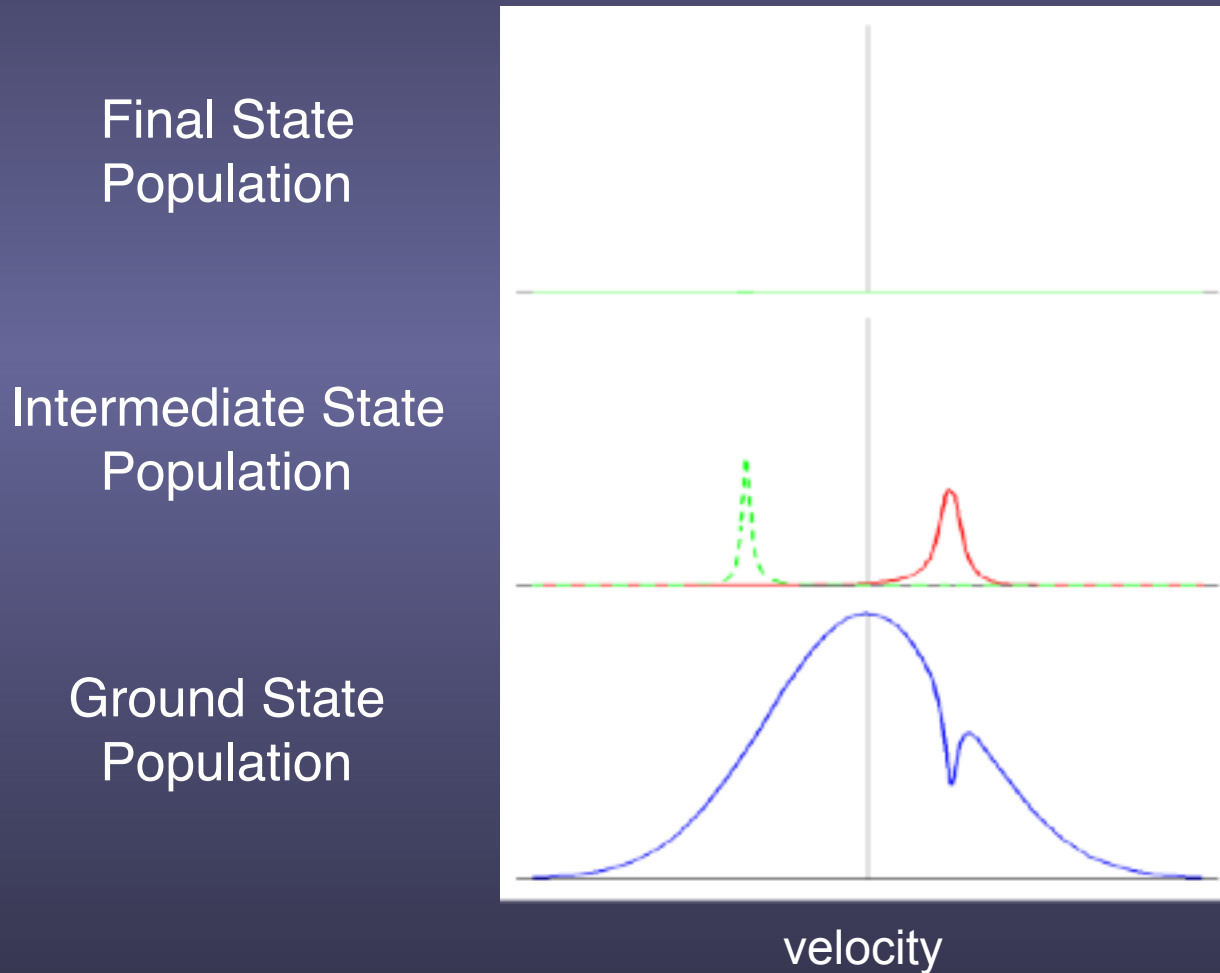 Final State
Population
Intermediate State
Population
Ground State
Population
velocity